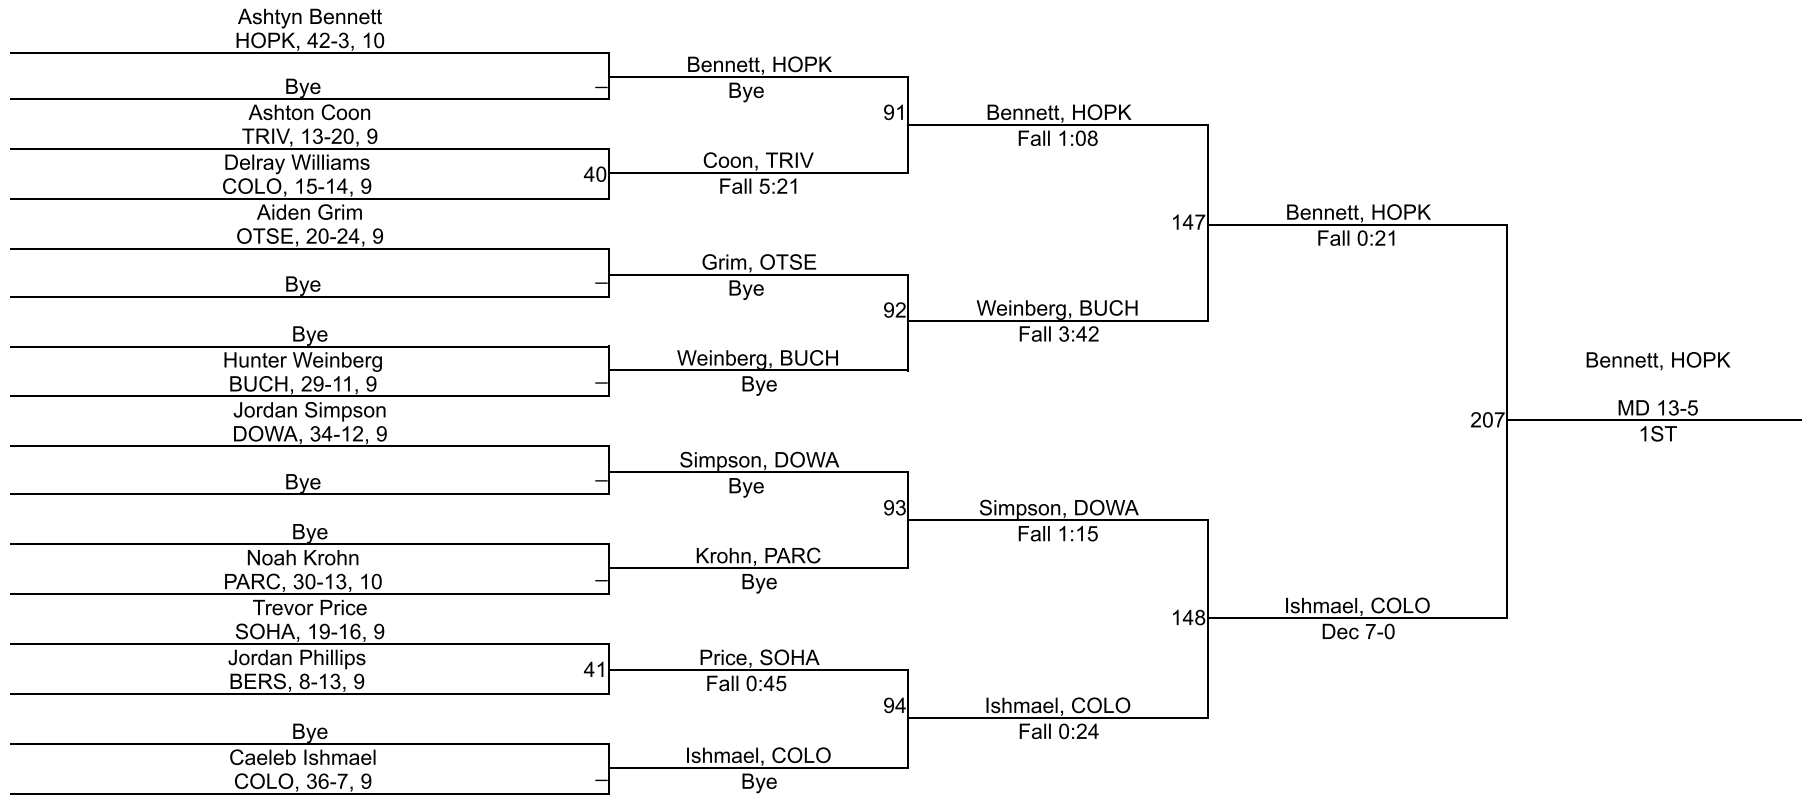 Ashtyn Bennett
HOPK, 42-3, 10
Bye
Ashton Coon
TRIV, 13-20, 9
Delray Williams
COLO, 15-14, 9
40
Aiden Grim
OTSE, 20-24, 9
Bye
Bye
Hunter Weinberg
BUCH, 29-11, 9
Jordan Simpson
DOWA, 34-12, 9
Bye
Bye
Noah Krohn
PARC, 30-13, 10
Trevor Price
SOHA, 19-16, 9
Jordan Phillips
BERS, 8-13, 9
41
Bye
Caeleb Ishmael
COLO, 36-7, 9
Bennett, HOPK
Bye
91
Coon, TRIV
Fall 5:21
Grim, OTSE
Bye
92
Weinberg, BUCH
Bye
Simpson, DOWA
Bye
93
Krohn, PARC
Bye
Price, SOHA
Fall 0:45
94
Ishmael, COLO
Bye
Bennett, HOPK
Fall 1:08
147
Weinberg, BUCH
Fall 3:42
Simpson, DOWA
Fall 1:15
148
Ishmael, COLO
Fall 0:24
Bennett, HOPK
Fall 0:21
207
Ishmael, COLO
Dec 7-0
Bennett, HOPK
MD 13-5
1ST